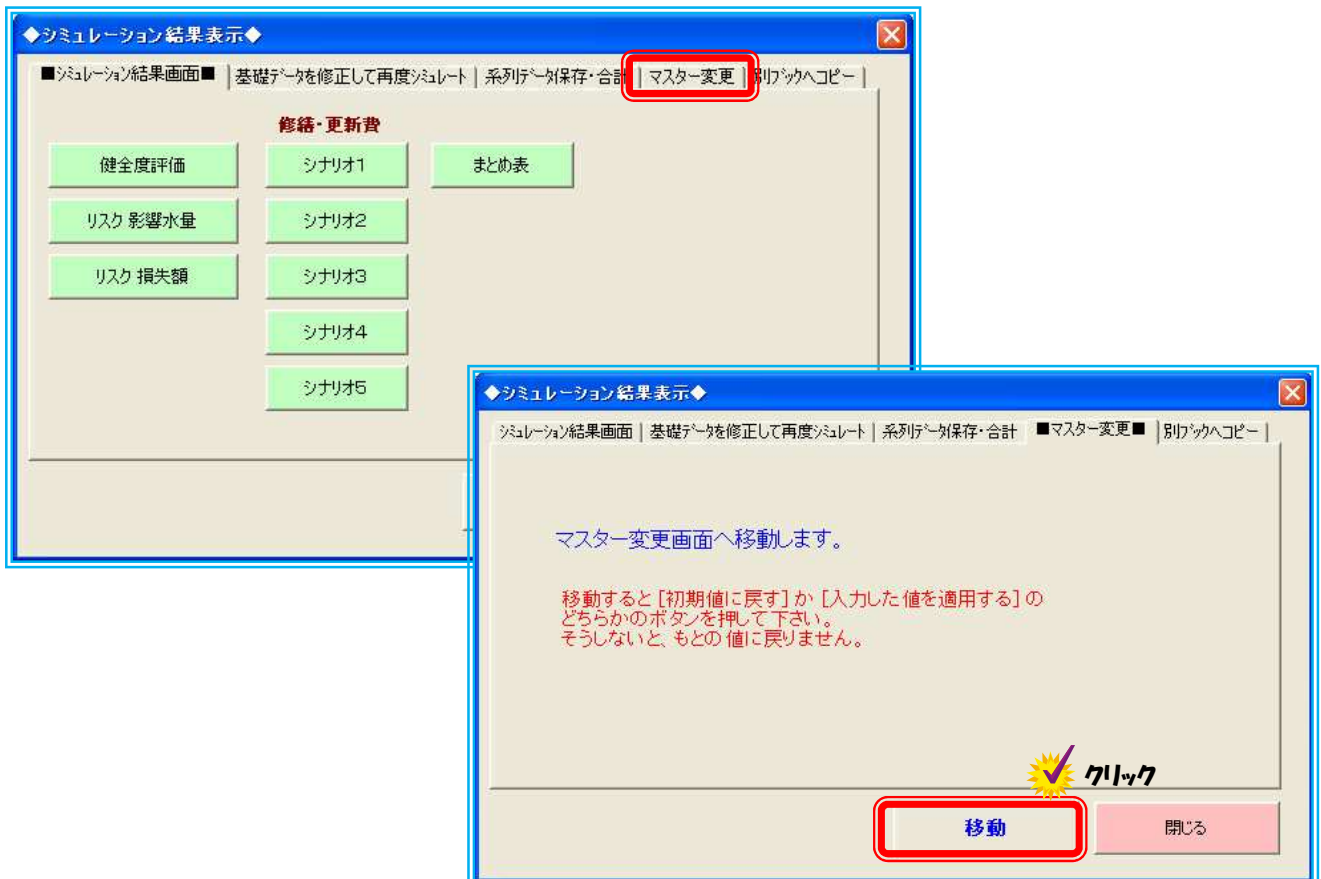 ◆シミュレーション結果表示◆
■シミュレーション結果画面■ 基礎データを修正して再度シミュレート 系列データ保存・合計 マスター変更 別ブックへコピー
修繕・更新費
健全度評価 シナリオ1 まとめ表
リスク 影響水量 シナリオ2
リスク 損失額 シナリオ3
シナリオ4
シナリオ5
◆シミュレーション結果表示◆
シミュレーション結果画面 基礎データを修正して再度シミュレート 系列データ保存・合計 ■マスター変更■ 別ブックへコピー
マスター変更画面へ移動します。
移動すると[初期値に戻す]か[入力した値を適用する]の
どちらかのボタンを押して下さい。
そうしないと、もとの値に戻りません。
クリック
移動 閉じる